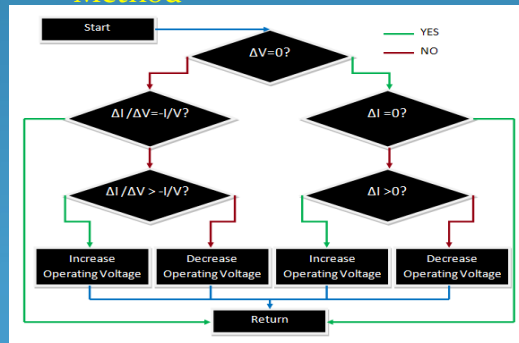 Method
Start
YES
NO
ΔV=0?
ΔI /ΔV=-I/V?
ΔI =0?
ΔI /ΔV > -I/V?
ΔI >0?
Increase
Operating Voltage
Decrease
Operating Voltage
Increase
Operating Voltage
Decrease
Operating Voltage
Return